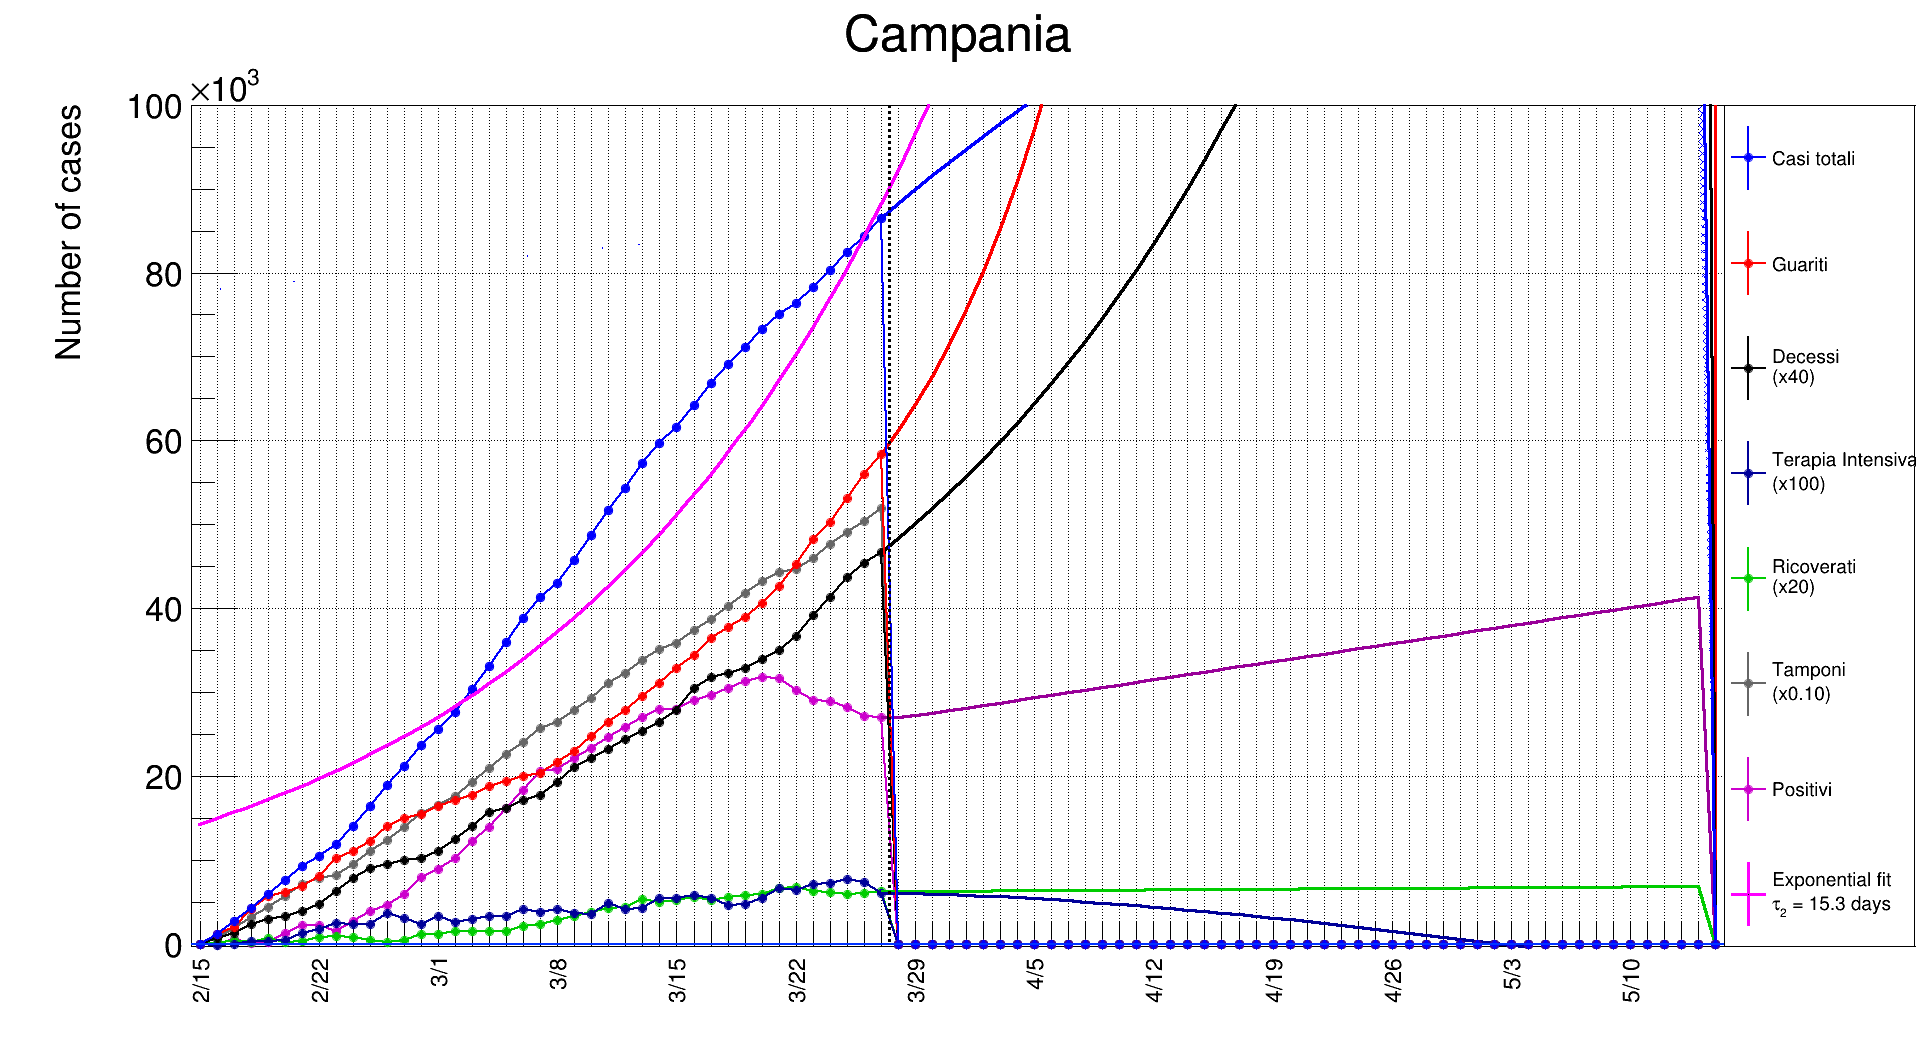 Campania
×10³
Number of cases
100
80
60
40
20
0
2/15
2/22
3/1
3/8
3/15
3/22
3/29
4/5
4/12
4/19
4/26
5/3
5/10
Casi totali
Guariti
Decessi
(x40)
Terapia Intensiva
(x100)
Ricoverati
(x20)
Tamponi
(x0.10)
Positivi
Exponential fit
τ₂ = 15.3 days